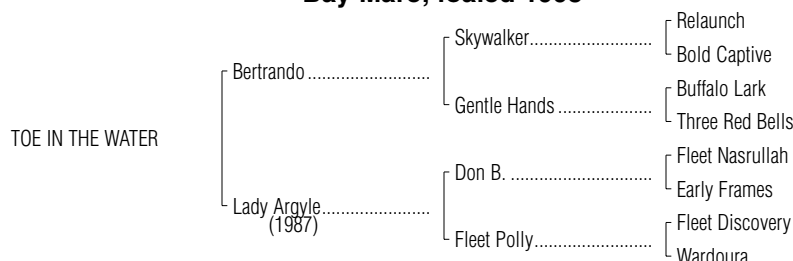 Bay Mare; foaled 1998
Relaunch
Skywalker
Bold Captive
Bertrando
Buffalo Lark
Gentle Hands
Three Red Bells
TOE IN THE WATER
Fleet Nasrullah
Don B.
Early Frames
Lady Argyle
(1987)
Fleet Discovery
Fleet Polly
Wardoura